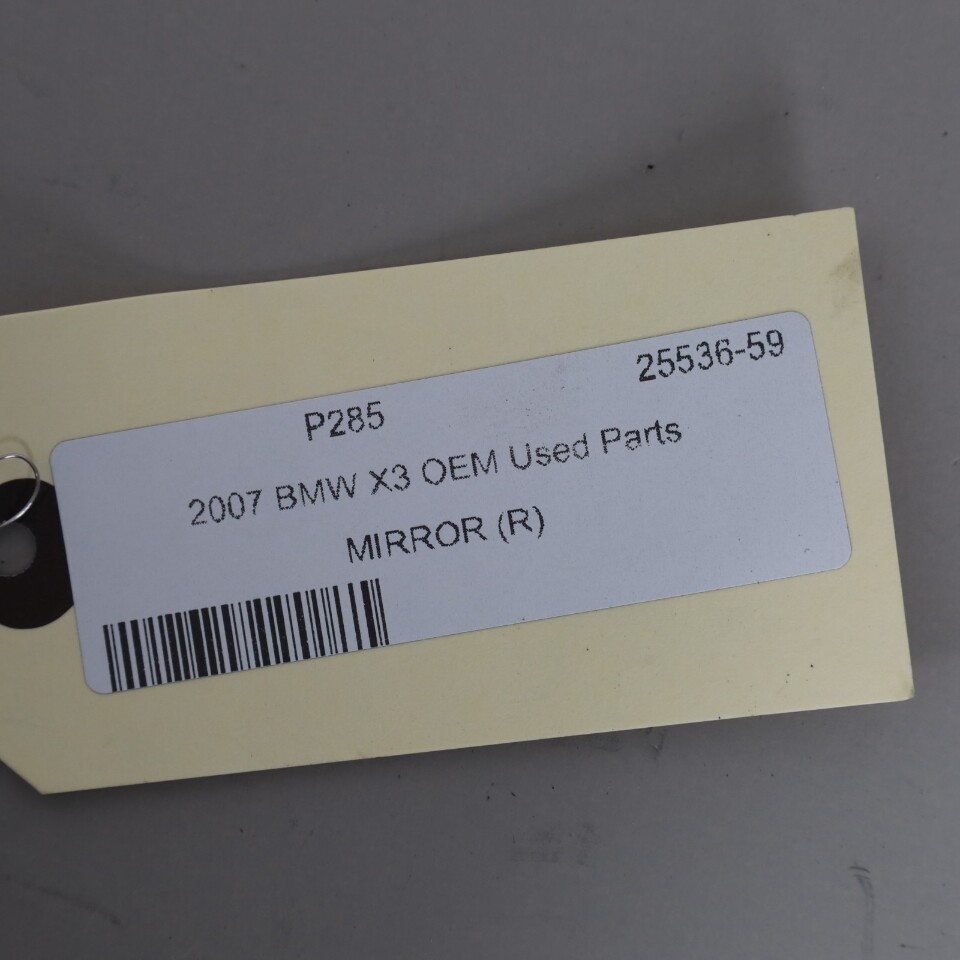 25536-59
P285
2007 BMW X3 OEM Used Parts
MIRROR (R)